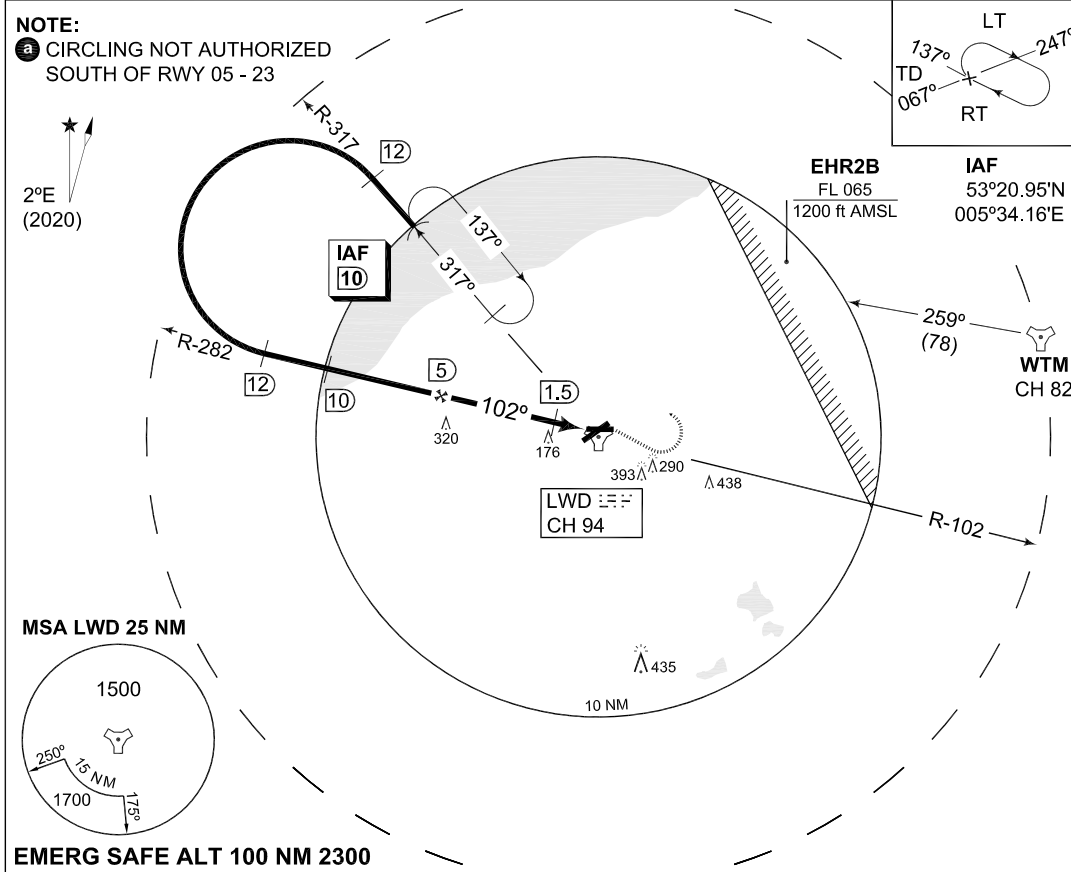 NOTE:
a CIRCLING NOT AUTHORIZED
SOUTH OF RWY 05 - 23
2ºE
(2020)
LT
137º
247º
TD
067º
RT
R-317
12
EHR2B
FL 065
1200 ft AMSL
IAF
53º20.95'N
005º34.16'E
IAF
10
137º
317º
259º
(78)
WTM
CH 82
R-282
12
10
5
102º
1.5
320
176
393
290
438
LWD
CH 94
R-102
435
10 NM
MSA LWD 25 NM
1500
250º
15 NM
1700
175º
EMERG SAFE ALT 100 NM 2300